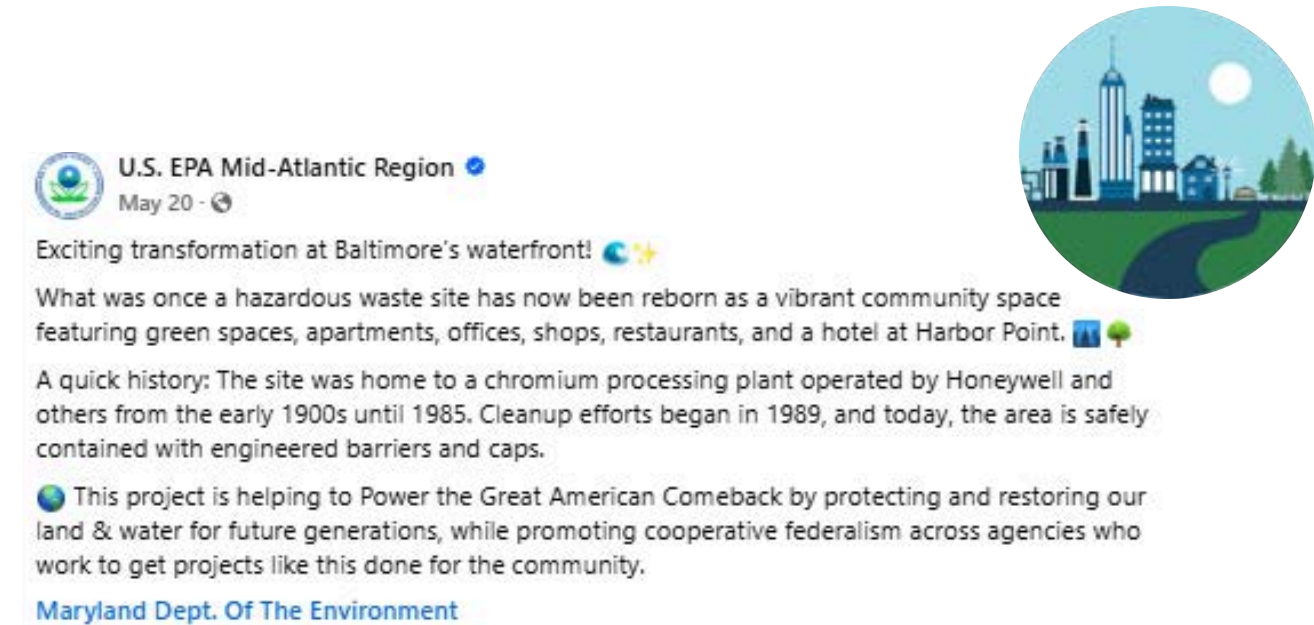 U.S. EPA Mid-Atlantic Region
May 20 ·
Exciting transformation at Baltimore's waterfront! 🌊✨
What was once a hazardous waste site has now been reborn as a vibrant community space
featuring green spaces, apartments, offices, shops, restaurants, and a hotel at Harbor Point. 🏙️🌳
A quick history: The site was home to a chromium processing plant operated by Honeywell and
others from the early 1900s until 1985. Cleanup efforts began in 1989, and today, the area is safely
contained with engineered barriers and caps.
🌎 This project is helping to Power the Great American Comeback by protecting and restoring our
land & water for future generations, while promoting cooperative federalism across agencies who
work to get projects like this done for the community.
Maryland Dept. Of The Environment